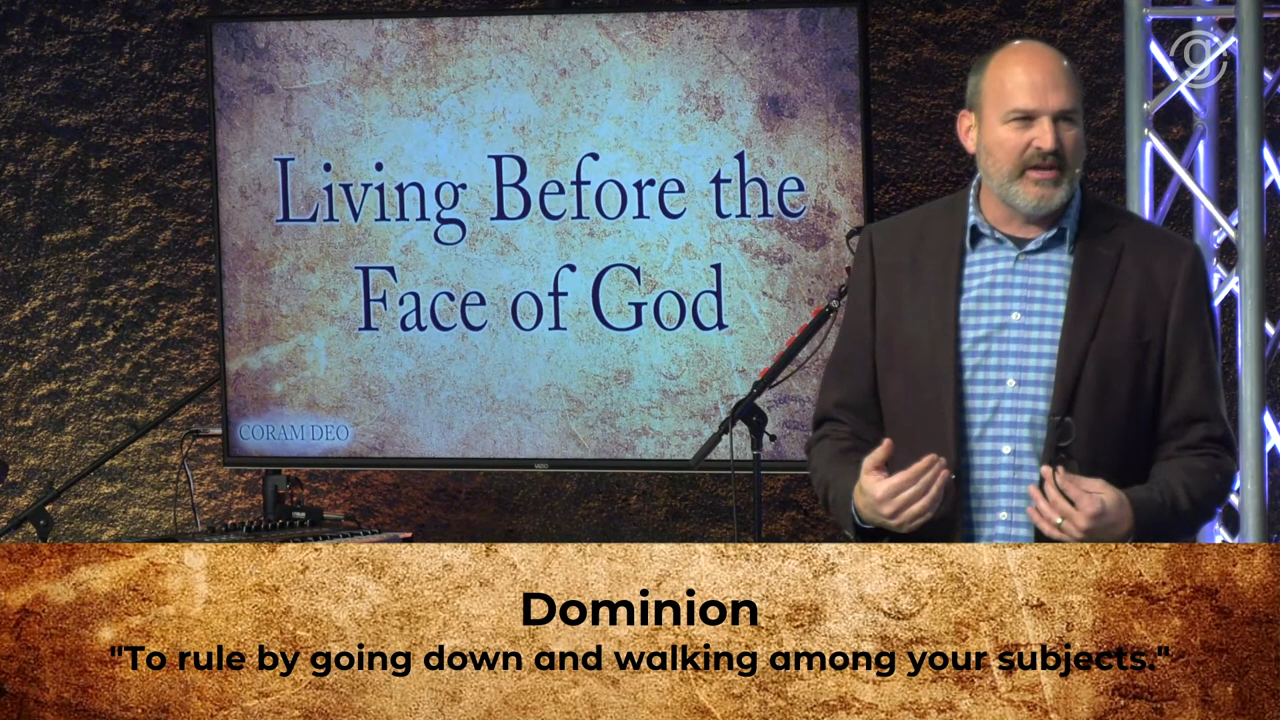 Living Before the
Face of God
CORAM DEO
VIZIO
g
Dominion
"To rule by going down and walking among your subjects."